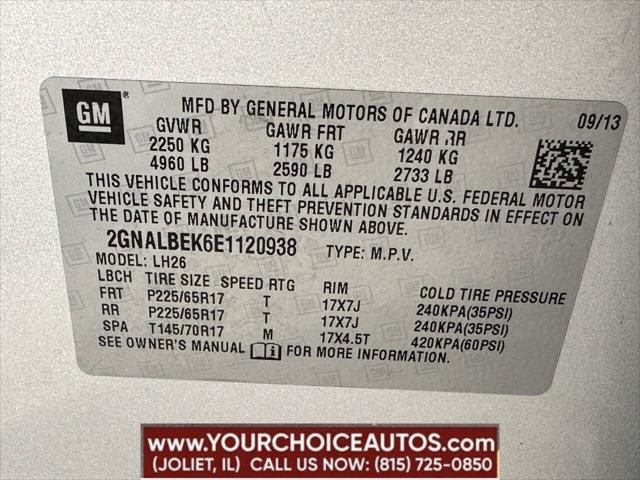 GM ®
MFD BY GENERAL MOTORS OF CANADA LTD. 09/13
GVWR GAWR FRT GAWR RR
2250 KG 1175 KG 1240 KG
4960 LB 2590 LB 2733 LB
THIS VEHICLE CONFORMS TO ALL APPLICABLE U.S. FEDERAL MOTOR
VEHICLE SAFETY AND THEFT PREVENTION STANDARDS IN EFFECT ON
THE DATE OF MANUFACTURE SHOWN ABOVE.
2GNALBEK6E1120938 TYPE: M.P.V.
MODEL: LH26
LBCH TIRE SIZE SPEED RTG RIM COLD TIRE PRESSURE
FRT P225/65R17 T 17X7J 240KPA(35PSI)
RR P225/65R17 T 17X7J 240KPA(35PSI)
SPA T145/70R17 M 17X4.5T 420KPA(60PSI)
SEE OWNER'S MANUAL FOR MORE INFORMATION.
WWW.YOURCHOICEAUTOS.COM
(JOLIET, IL) CALL US NOW: (815) 725-0850